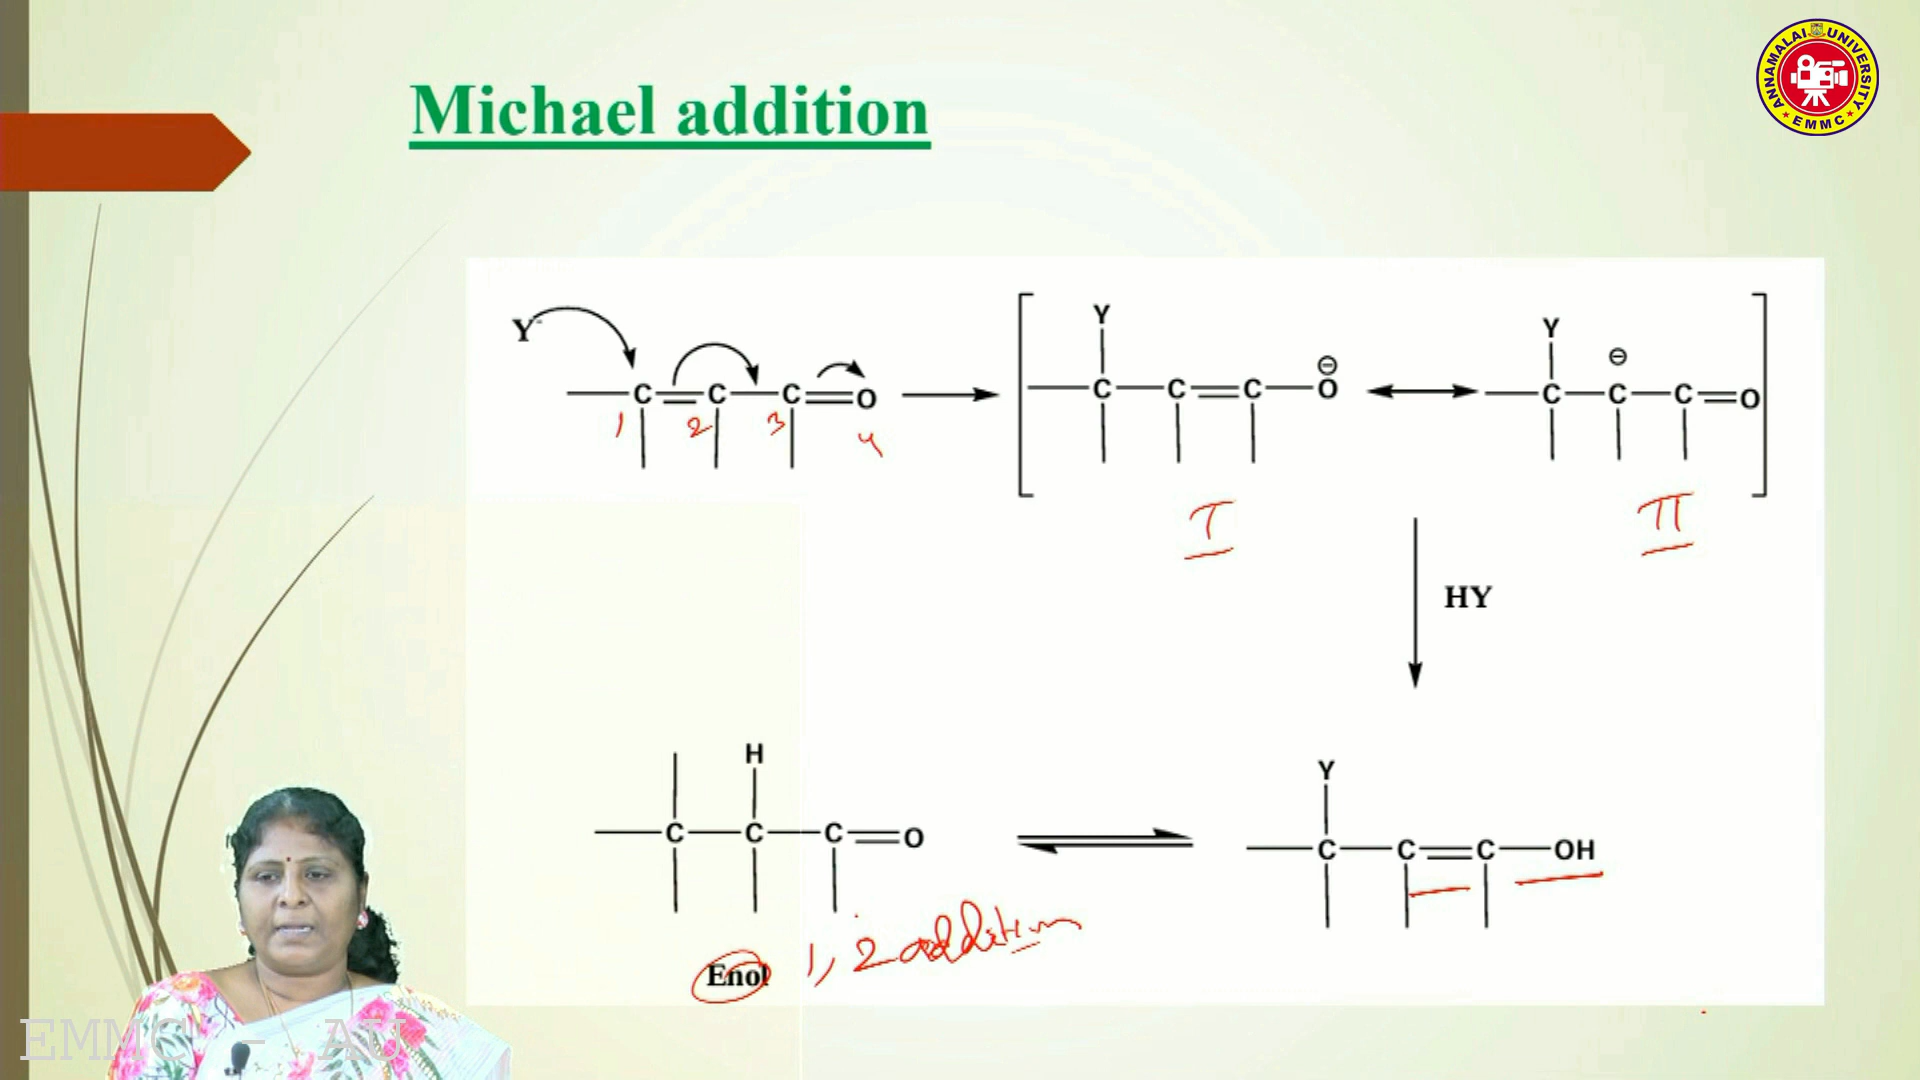 Michael addition
ANNAMALAI UNIVERSITY
EMMC
Y-
C C C O
1 2 3 4
Y
C C C O
⊖
Y
⊖
C C C O
I
II
HY
H
C C C O
Y
C C C OH
Enol 1,2 addition
EMMC - AU